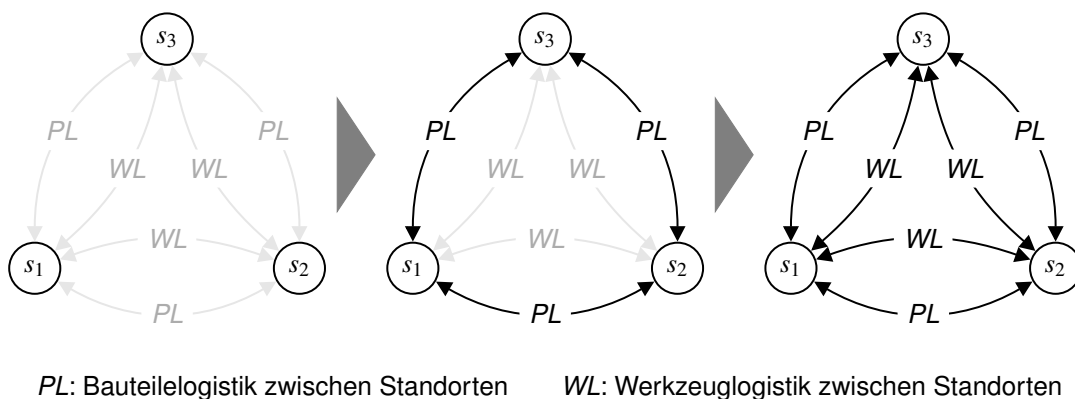 s3 s3 s3
PL PL PL PL PL PL
WL WL WL WL WL WL
WL WL WL
s1 s2 s1 s2 s1 s2
PL PL PL
PL: Bauteilelogistik zwischen Standorten WL: Werkzeuglogistik zwischen Standorten